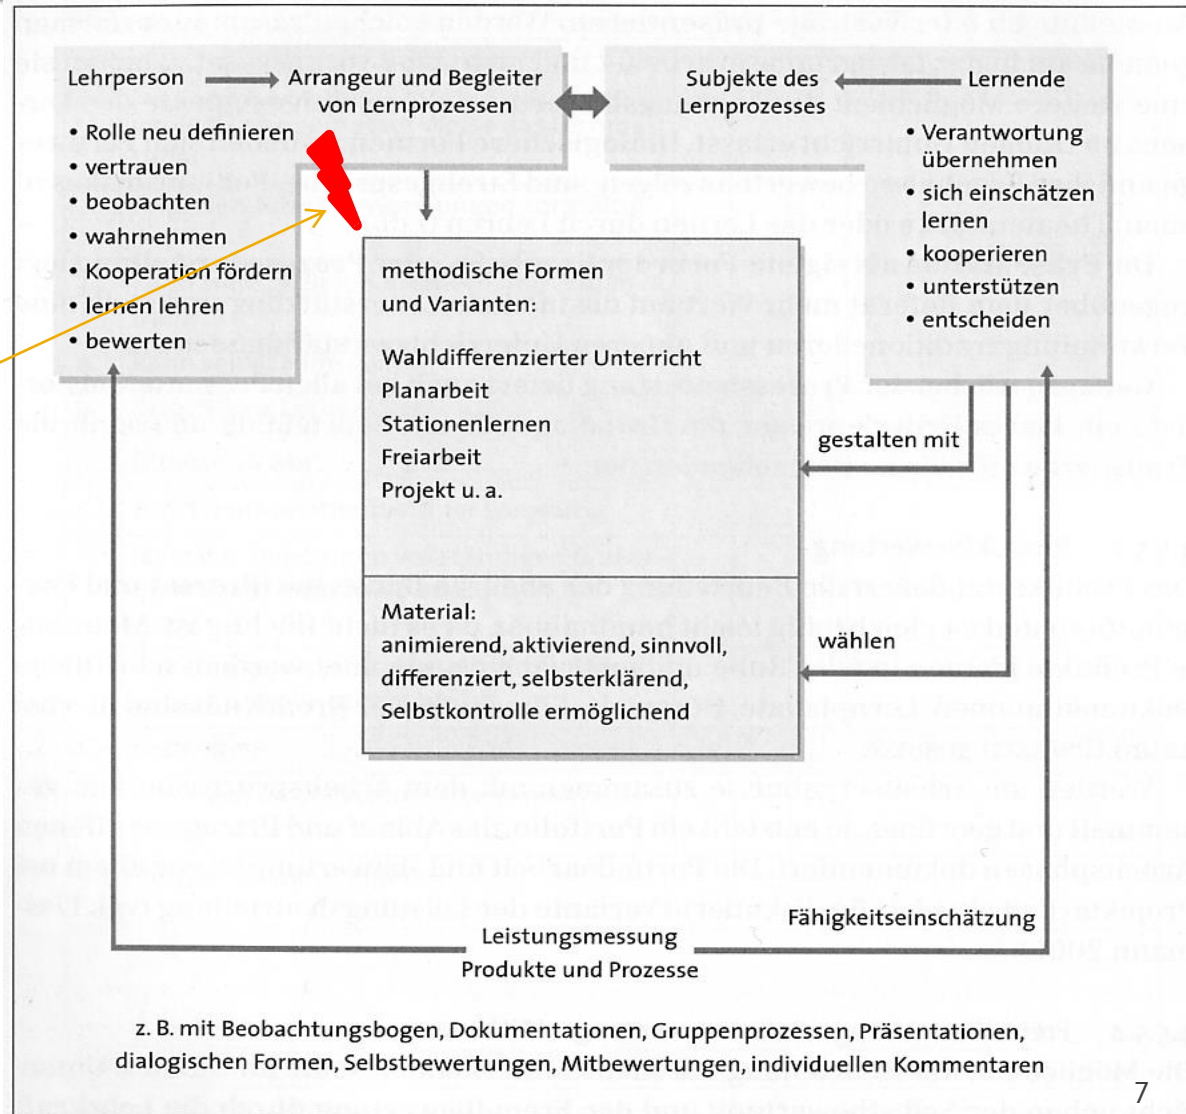 Lehrperson
Arrangeur und Begleiter
von Lernprozessen
• Rolle neu definieren
• vertrauen
• beobachten
• wahrnehmen
• Kooperation fördern
• lernen lehren
• bewerten
Subjekte des
Lernprozesses
Lernende
• Verantwortung
übernehmen
• sich einschätzen
lernen
• kooperieren
• unterstützen
• entscheiden
methodische Formen
und Varianten:
Wahldifferenzierter Unterricht
Planarbeit
Stationenlernen
Freiarbeit
Projekt u. a.
gestalten mit
Material:
animierend, aktivierend, sinnvoll,
differenziert, selbsterklärend,
Selbstkontrolle ermöglichend
wählen
Fähigkeitseinschätzung
Leistungsmessung
Produkte und Prozesse
z. B. mit Beobachtungsbogen, Dokumentationen, Gruppenprozessen, Präsentationen,
dialogischen Formen, Selbstbewertungen, Mitbewertungen, individuellen Kommentaren
7